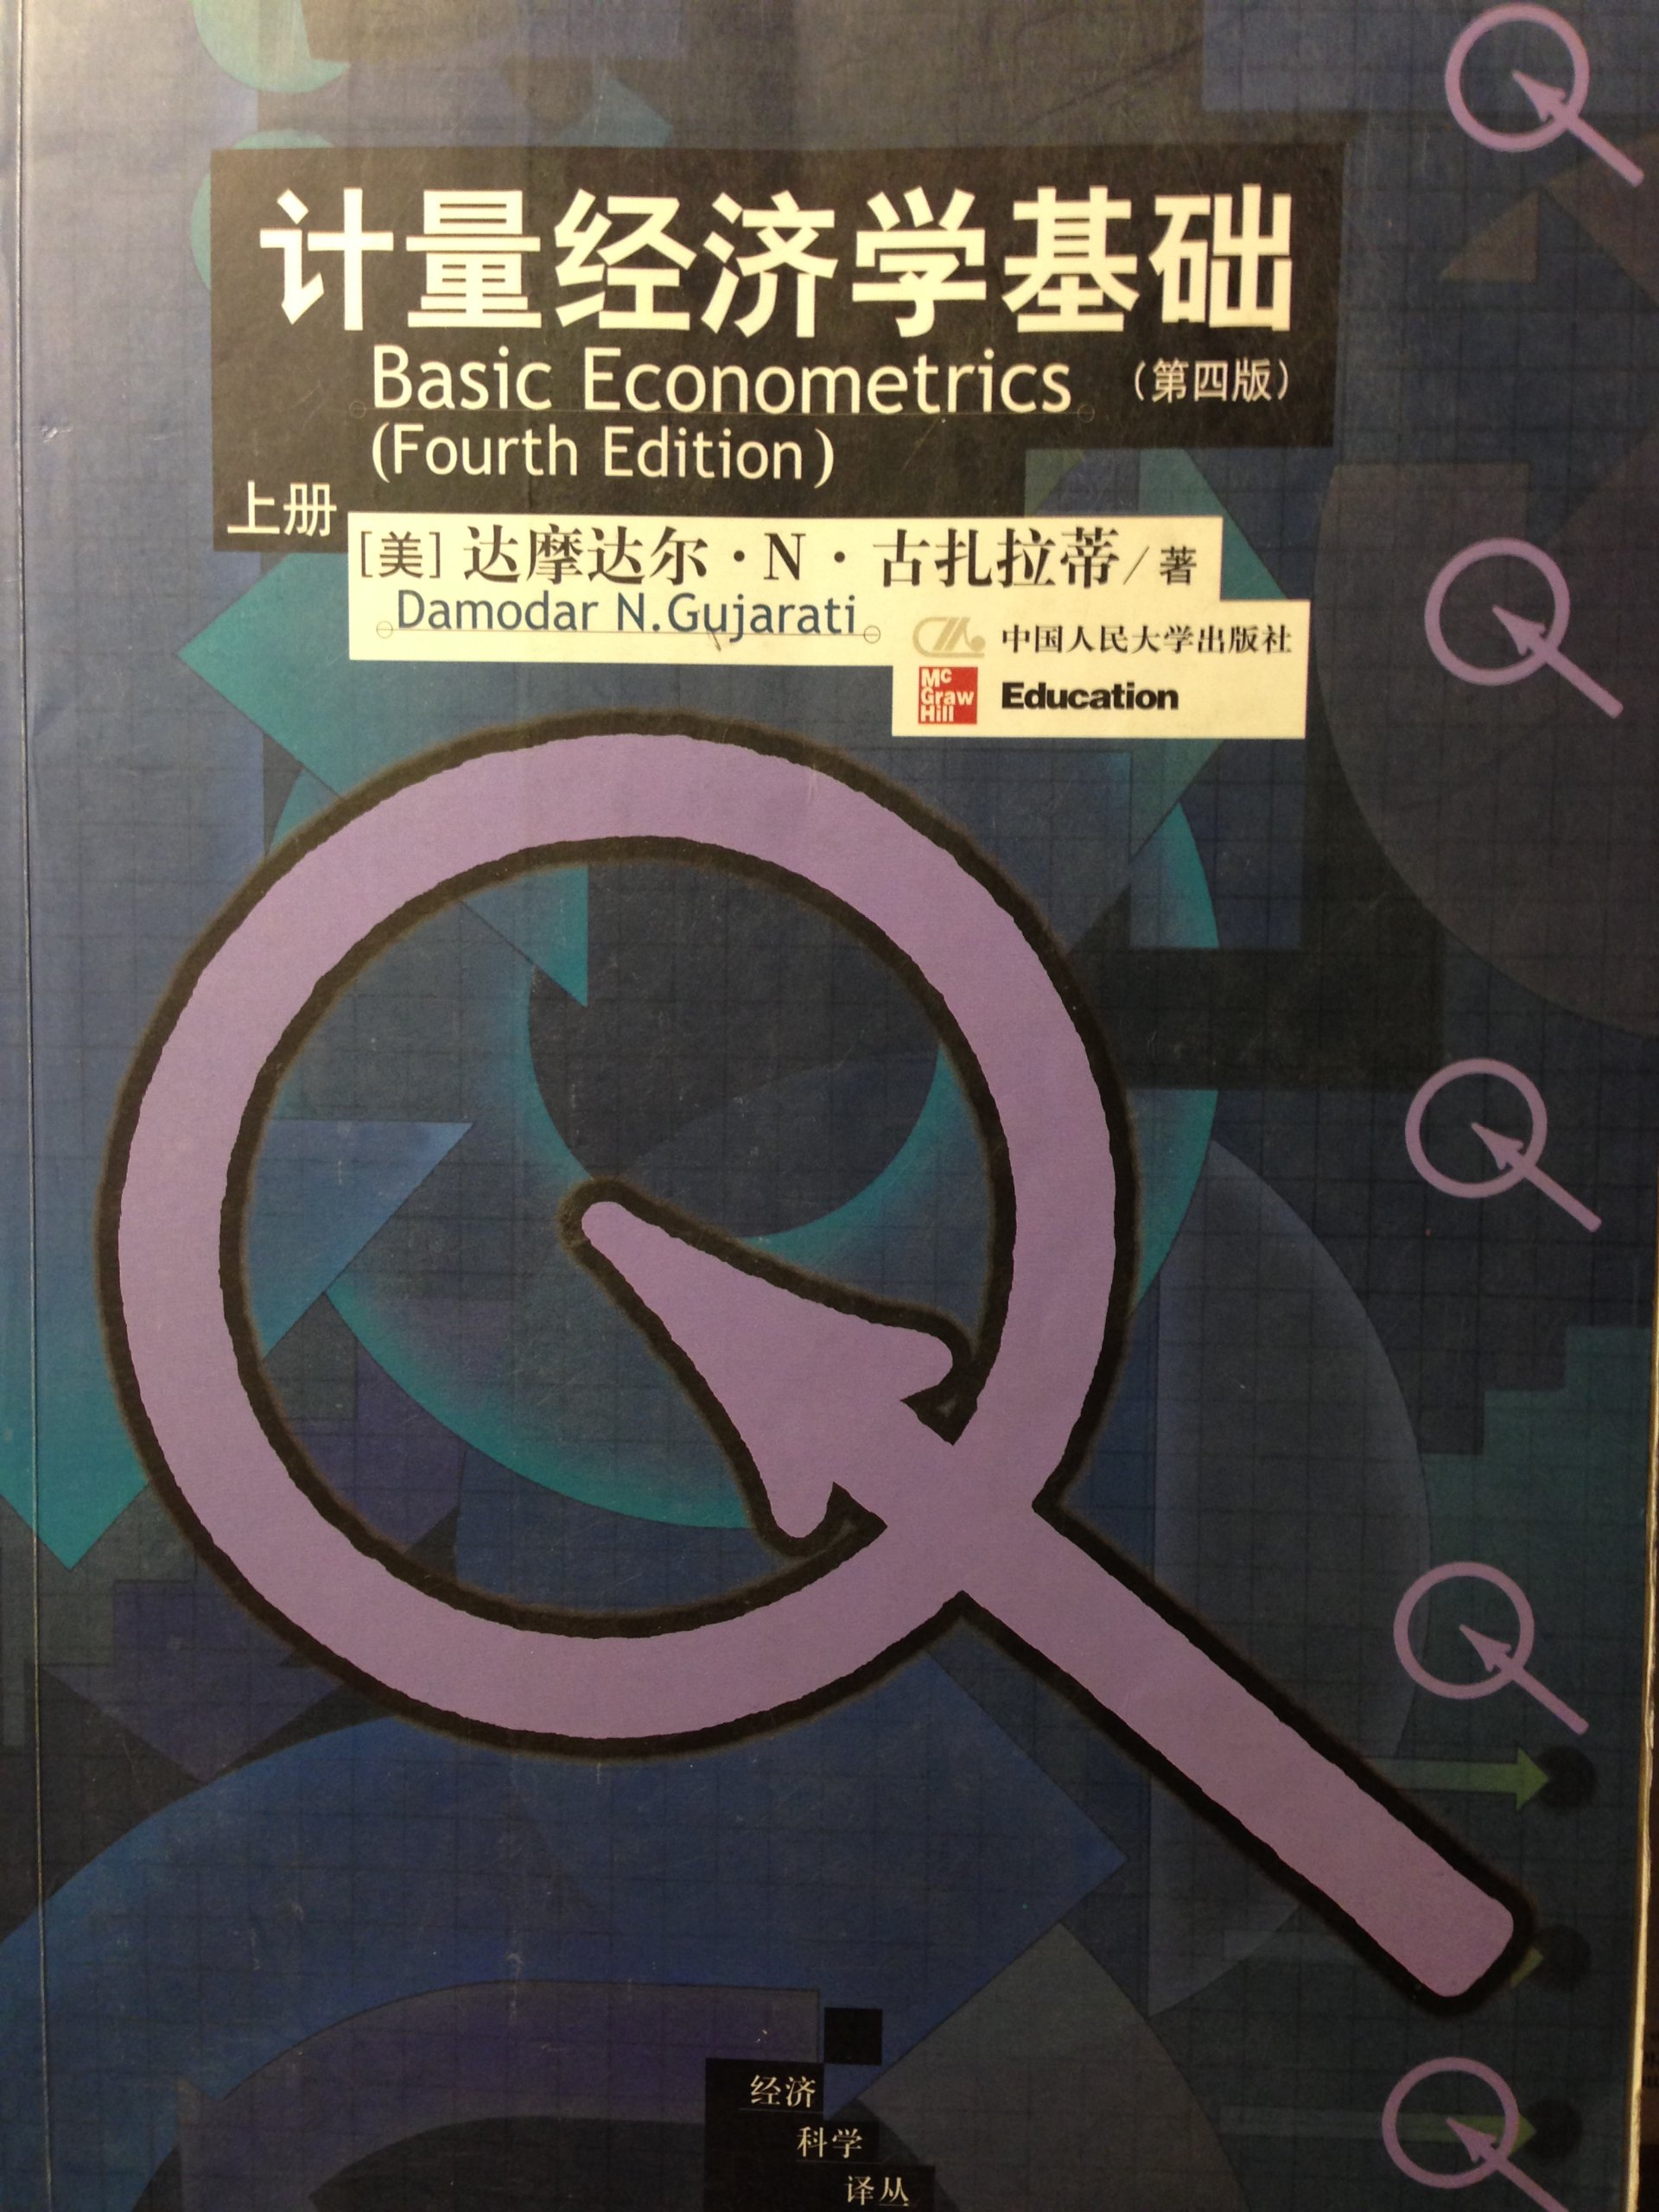 计量经济学基础
Basic Econometrics （第四版）
(Fourth Edition)
上册
[美] 达摩达尔·N·古扎拉蒂/著
Damodar N.Gujarati
中国人民大学出版社
Mc
Graw
Hill
Education
经济
科学
译丛